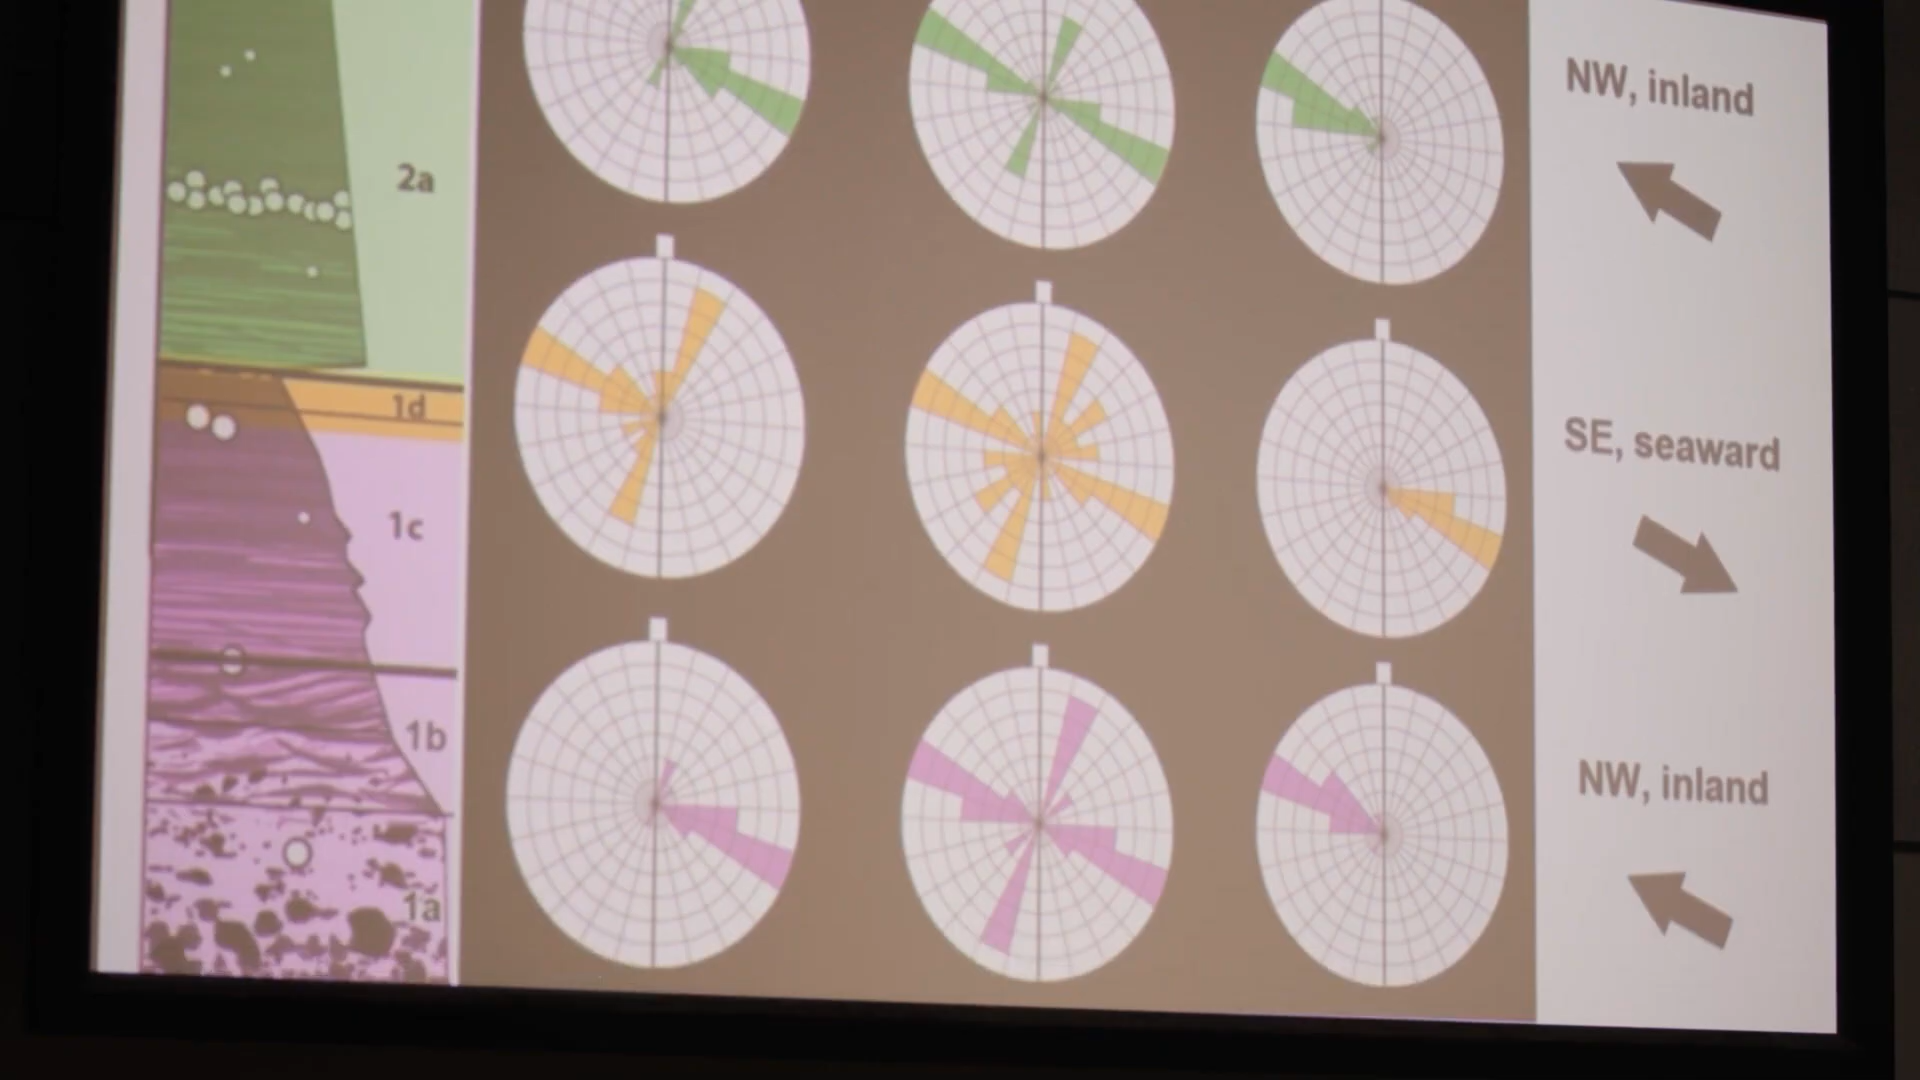 2a
1d
1c
1b
1a
NW, inland
SE, seaward
NW, inland